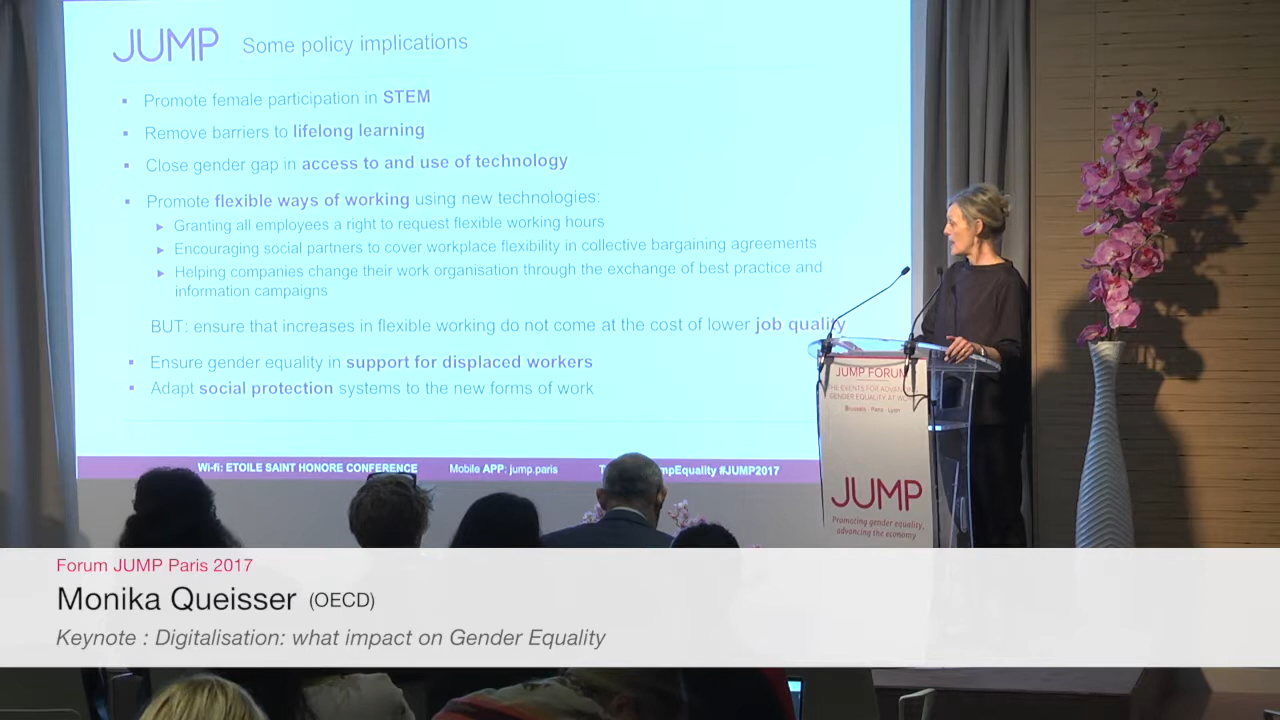 JUMP Some policy implications
Promote female participation in STEM
Remove barriers to lifelong learning
Close gender gap in access to and use of technology
Promote flexible ways of working using new technologies:
Granting all employees a right to request flexible working hours
Encouraging social partners to cover workplace flexibility in collective bargaining agreements
Helping companies change their work organisation through the exchange of best practice and
information campaigns
BUT: ensure that increases in flexible working do not come at the cost of lower job quality
Ensure gender equality in support for displaced workers
Adapt social protection systems to the new forms of work
Wi-fi: ETOILE SAINT HONORE CONFERENCE Mobile APP: jump.paris #JUMP2017
JUMP FORUM
THE EVENTS FOR
GENDER EQUALITY AT
Brussels - Paris - Lyon
JUMP
Promoting gender equality,
advancing the economy
Forum JUMP Paris 2017
Monika Queisser (OECD)
Keynote : Digitalisation: what impact on Gender Equality